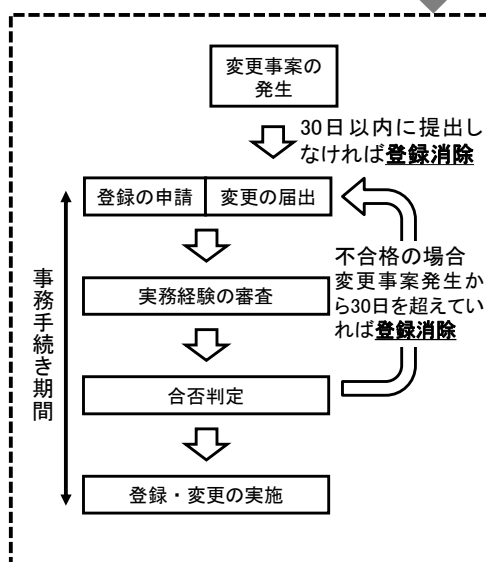 変更事案の
発生
30日以内に提出し
なければ登録消除
登録の申請 変更の届出
不合格の場合
変更事案発生か
ら30日を超えてい
れば登録消除
実務経験の審査
事務手続き期間
合否判定
登録・変更の実施